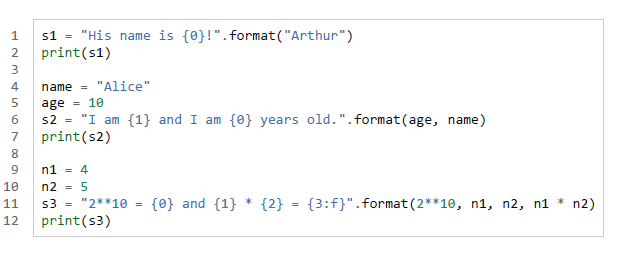 1 s1 = "His name is {0}!".format("Arthur")
2 print(s1)
3
4 name = "Alice"
5 age = 10
6 s2 = "I am {1} and I am {0} years old.".format(age, name)
7 print(s2)
8
9 n1 = 4
10 n2 = 5
11 s3 = "2**10 = {0} and {1} * {2} = {3:f}".format(2**10, n1, n2, n1 * n2)
12 print(s3)